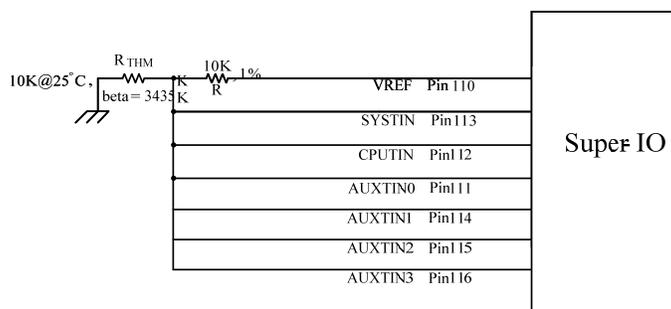 R THM
10K
10K@25°C,
K , 1%
beta = 3435 K
R
VREF Pin 110
SYSTIN Pin113
CPUTIN Pin112
AUXTIN0 Pin111
AUXTIN1 Pin114
AUXTIN2 Pin115
AUXTIN3 Pin116
Super IO